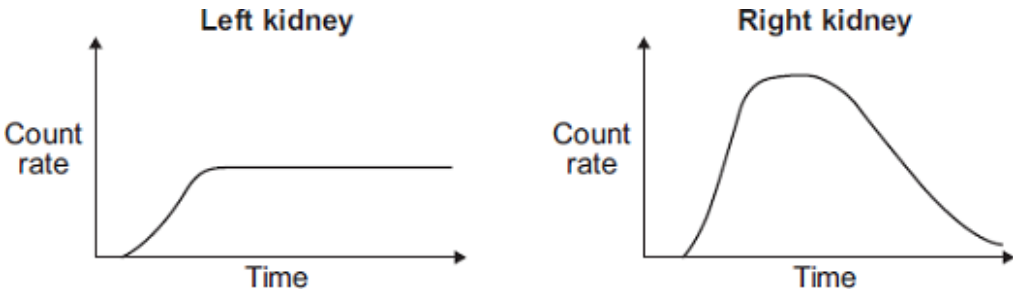 Left kidney
Count
rate
Time
Right kidney
Count
rate
Time